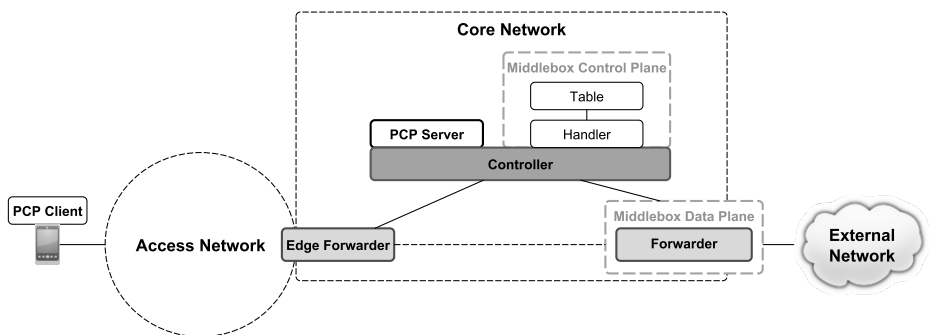 Core Network
Middlebox Control Plane
Table
PCP Server
Handler
Controller
PCP Client
Access Network
Edge Forwarder
Middlebox Data Plane
Forwarder
External
Network